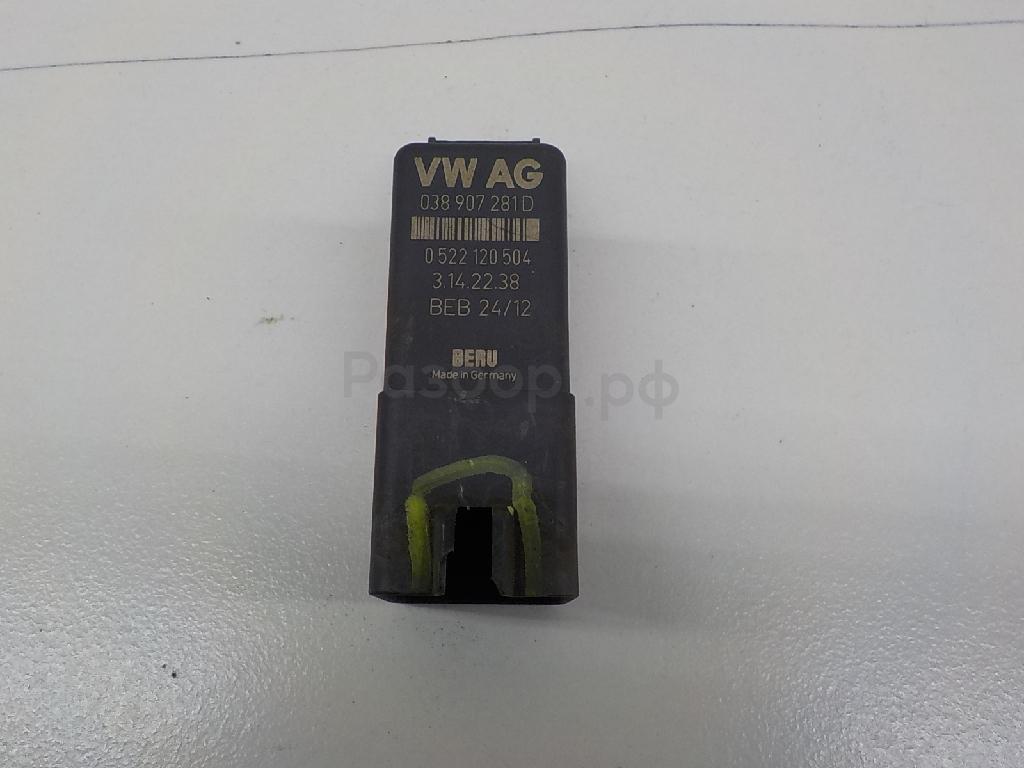 VW AG
038 907 281D
0 522 120 504
3.14.22.38
BEB 24/12
BERU
Made in Germany
Разбор.рф